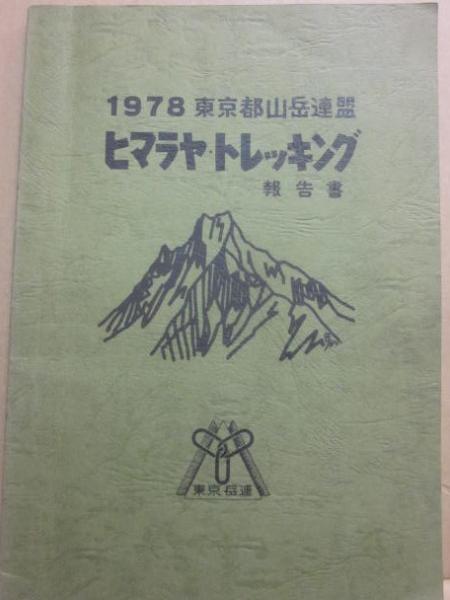 1978 東京都山岳連盟
ヒマラヤ・トレッキング
報告書
東京岳連